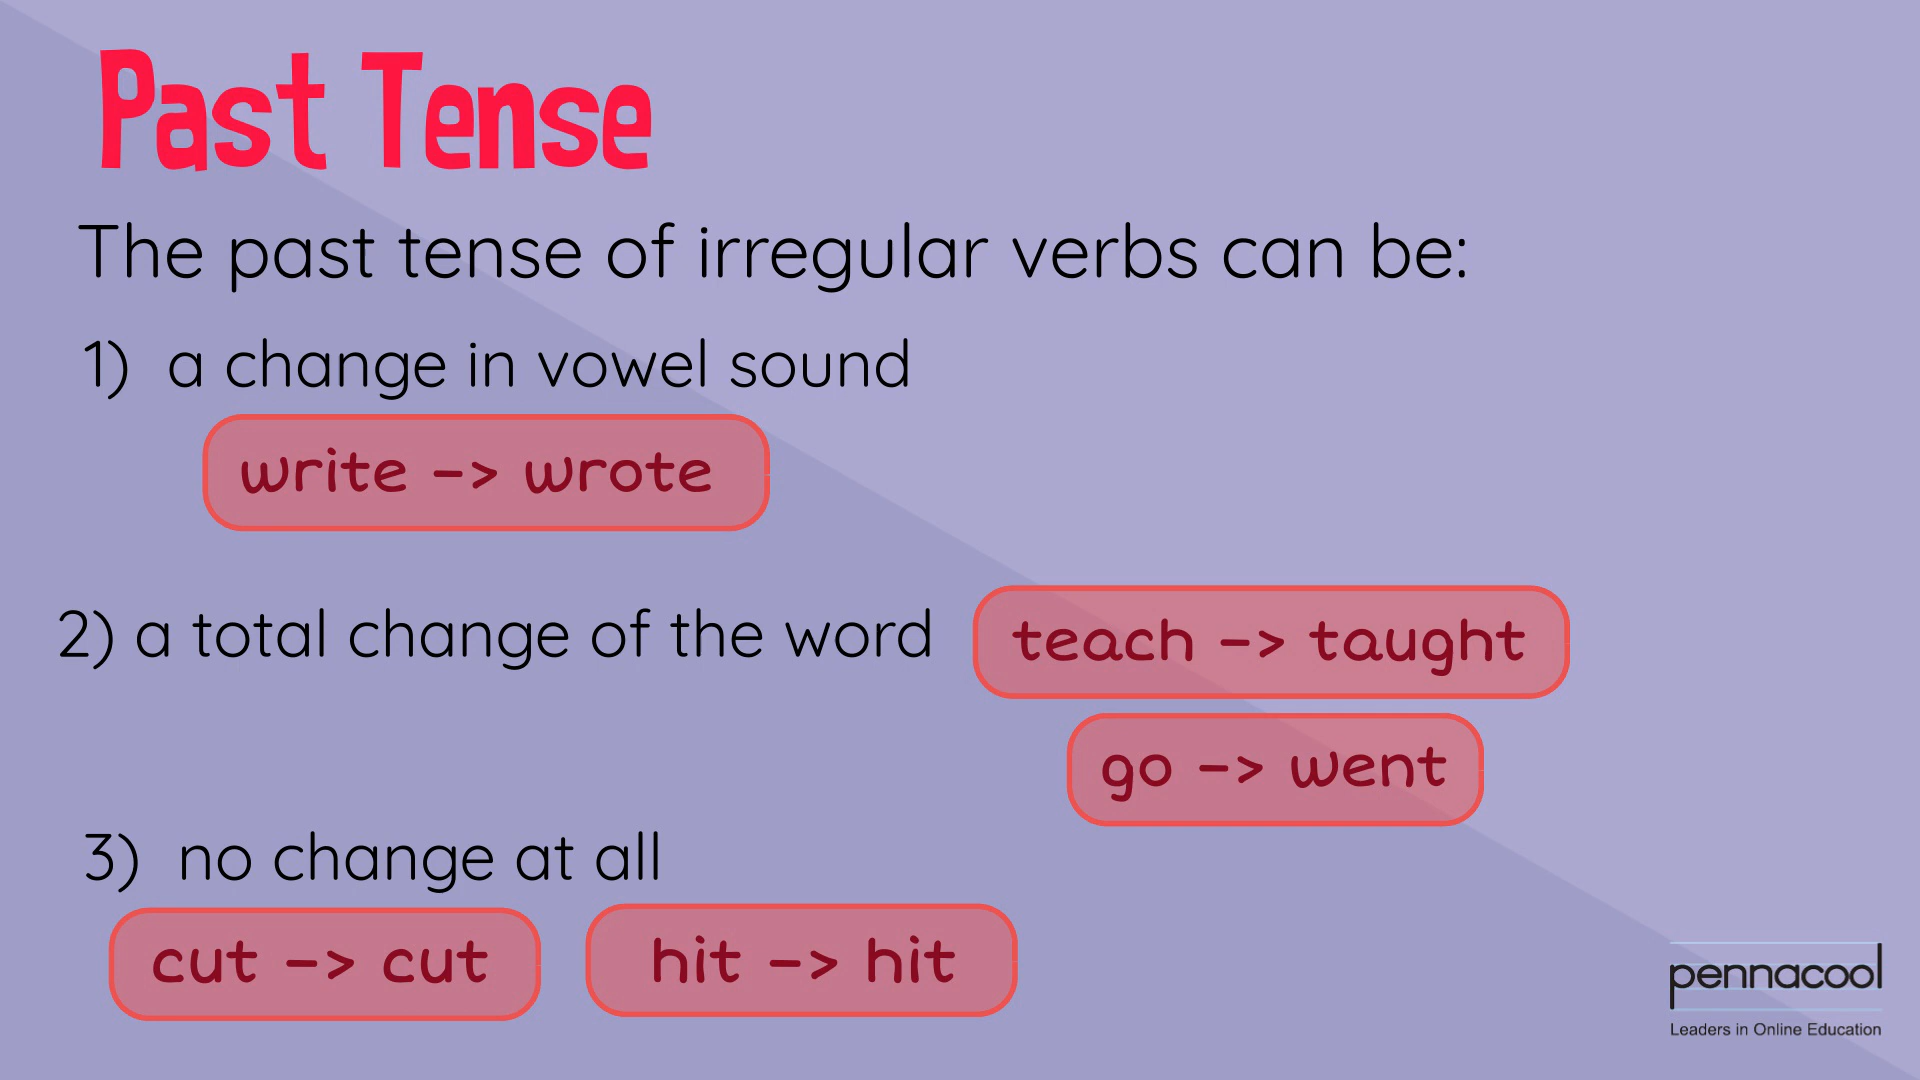 Past Tense
The past tense of irregular verbs can be:
1) a change in vowel sound
write -> wrote
2) a total change of the word
teach -> taught
go -> went
3) no change at all
cut -> cut
hit -> hit
pennacool
Leaders in Online Education